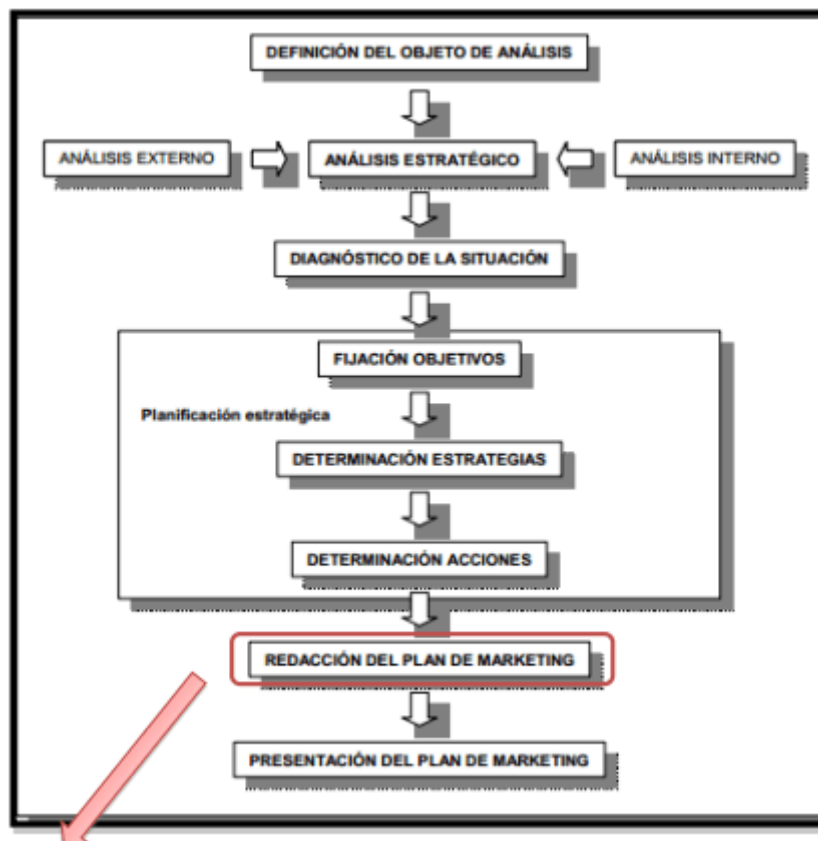 DEFINICIÓN DEL OBJETO DE ANÁLISIS
ANÁLISIS EXTERNO
ANÁLISIS ESTRATÉGICO
ANÁLISIS INTERNO
DIAGNÓSTICO DE LA SITUACIÓN
FIJACIÓN OBJETIVOS
Planificación estratégica
DETERMINACIÓN ESTRATEGIAS
DETERMINACIÓN ACCIONES
REDACCIÓN DEL PLAN DE MARKETING
PRESENTACIÓN DEL PLAN DE MARKETING